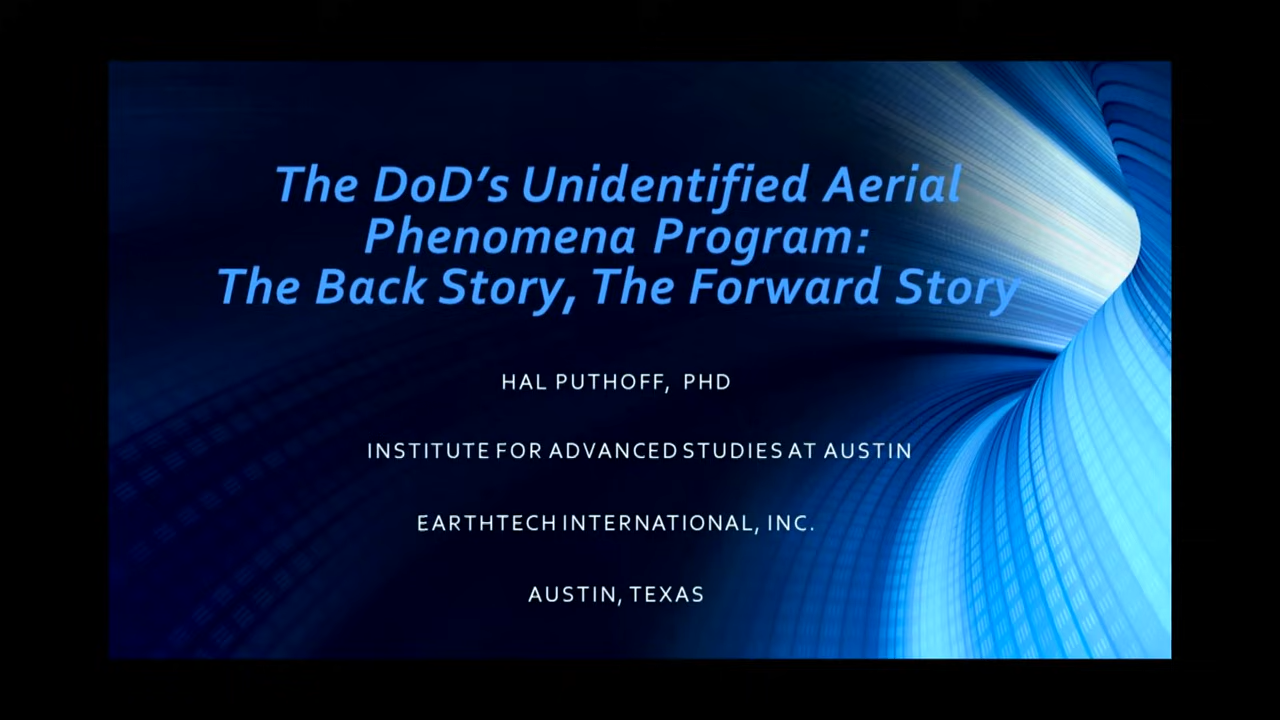 The DoD’s Unidentified Aerial
Phenomena Program:
The Back Story, The Forward Story
HAL PUTHOFF, PHD
INSTITUTE FOR ADVANCED STUDIES AT AUSTIN
EARTHTECH INTERNATIONAL, INC.
AUSTIN, TEXAS